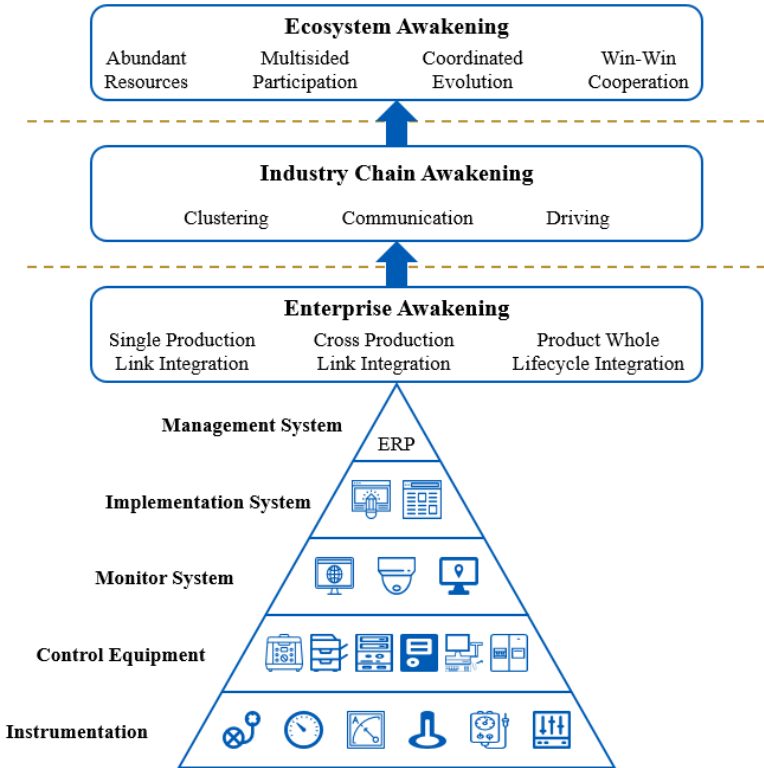 Ecosystem Awakening
Abundant Resources
Multisided Participation
Coordinated Evolution
Win-Win Cooperation
Industry Chain Awakening
Clustering
Communication
Driving
Enterprise Awakening
Single Production Link Integration
Cross Production Link Integration
Product Whole Lifecycle Integration
Management System
ERP
Implementation System
Monitor System
Control Equipment
Instrumentation
A